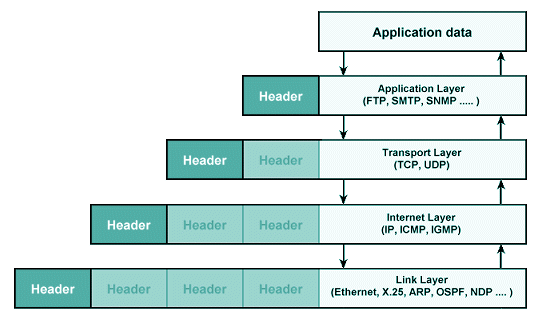 Application data
Header
Application Layer
(FTP, SMTP, SNMP ..... )
Header Header
Transport Layer
(TCP, UDP)
Header Header Header
Internet Layer
(IP, ICMP, IGMP)
Header Header Header Header
Link Layer
(Ethernet, X.25, ARP, OSPF, NDP .... )